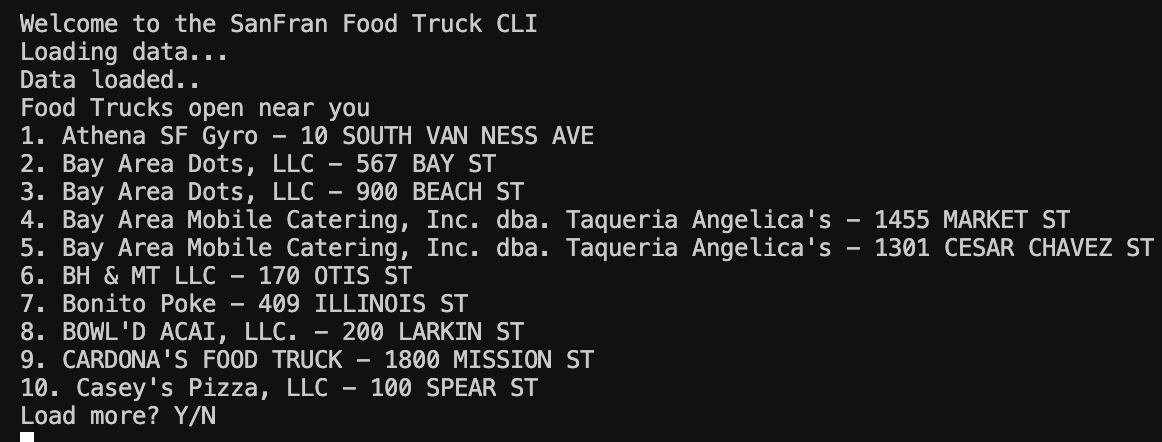 Welcome to the SanFran Food Truck CLI
Loading data...
Data loaded..
Food Trucks open near you
1. Athena SF Gyro – 10 SOUTH VAN NESS AVE
2. Bay Area Dots, LLC – 567 BAY ST
3. Bay Area Dots, LLC – 900 BEACH ST
4. Bay Area Mobile Catering, Inc. dba. Taqueria Angelica's – 1455 MARKET ST
5. Bay Area Mobile Catering, Inc. dba. Taqueria Angelica's – 1301 CESAR CHAVEZ ST
6. BH & MT LLC – 170 OTIS ST
7. Bonito Poke – 409 ILLINOIS ST
8. BOWL'D ACAI, LLC. – 200 LARKIN ST
9. CARDONA'S FOOD TRUCK – 1800 MISSION ST
10. Casey's Pizza, LLC – 100 SPEAR ST
Load more? Y/N